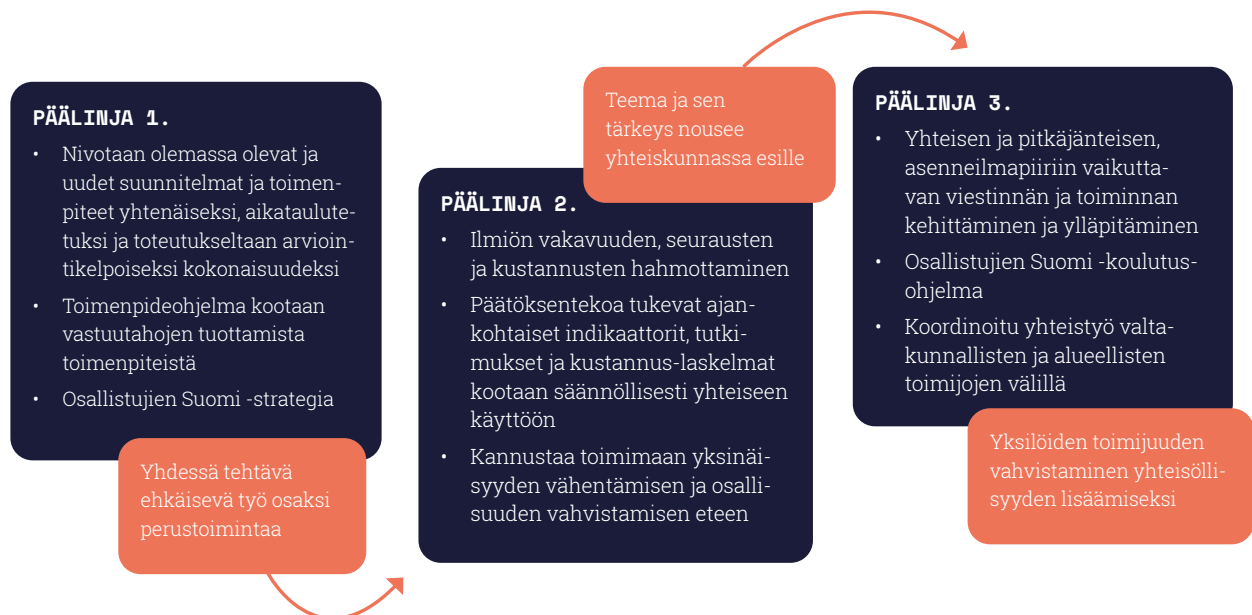 PÄÄLINJA 1.
• Nivotaan olemassa olevat ja
uudet suunnitelmat ja toimen-
piteet yhtenäiseksi, aikataulute-
tuksi ja toteutukseltaan arvioin-
tikelpoiseksi kokonaisuudeksi
• Toimenpideohjelma kootaan
vastuutahojen tuottamista
toimenpiteistä
• Osallistujien Suomi -strategia
Yhdessä tehtävä
ehkäisevä työ osaksi
perustoimintaa
PÄÄLINJA 2.
• Ilmiön vakavuuden, seurausten
ja kustannusten hahmottaminen
• Päätöksentekoa tukevat ajan-
kohtaiset indikaattorit, tutki-
mukset ja kustannus-laskelmat
kootaan säännöllisesti yhteiseen
käyttöön
• Kannustaa toimimaan yksinäi-
syyden vähentämisen ja osalli-
suuden vahvistamisen eteen
Teema ja sen
tärkeys nousee
yhteiskunnassa esille
PÄÄLINJA 3.
• Yhteisen ja pitkäjänteisen,
asenneilmapiiriin vaikutta-
van viestinnän ja toiminnan
kehittäminen ja ylläpitäminen
• Osallistujien Suomi -koulutus-
ohjelma
• Koordinoitu yhteistyö valta-
kunnallisten ja alueellisten
toimijojen välillä
Yksilöiden toimijuuden
vahvistaminen yhteisölli-
syyden lisäämiseksi